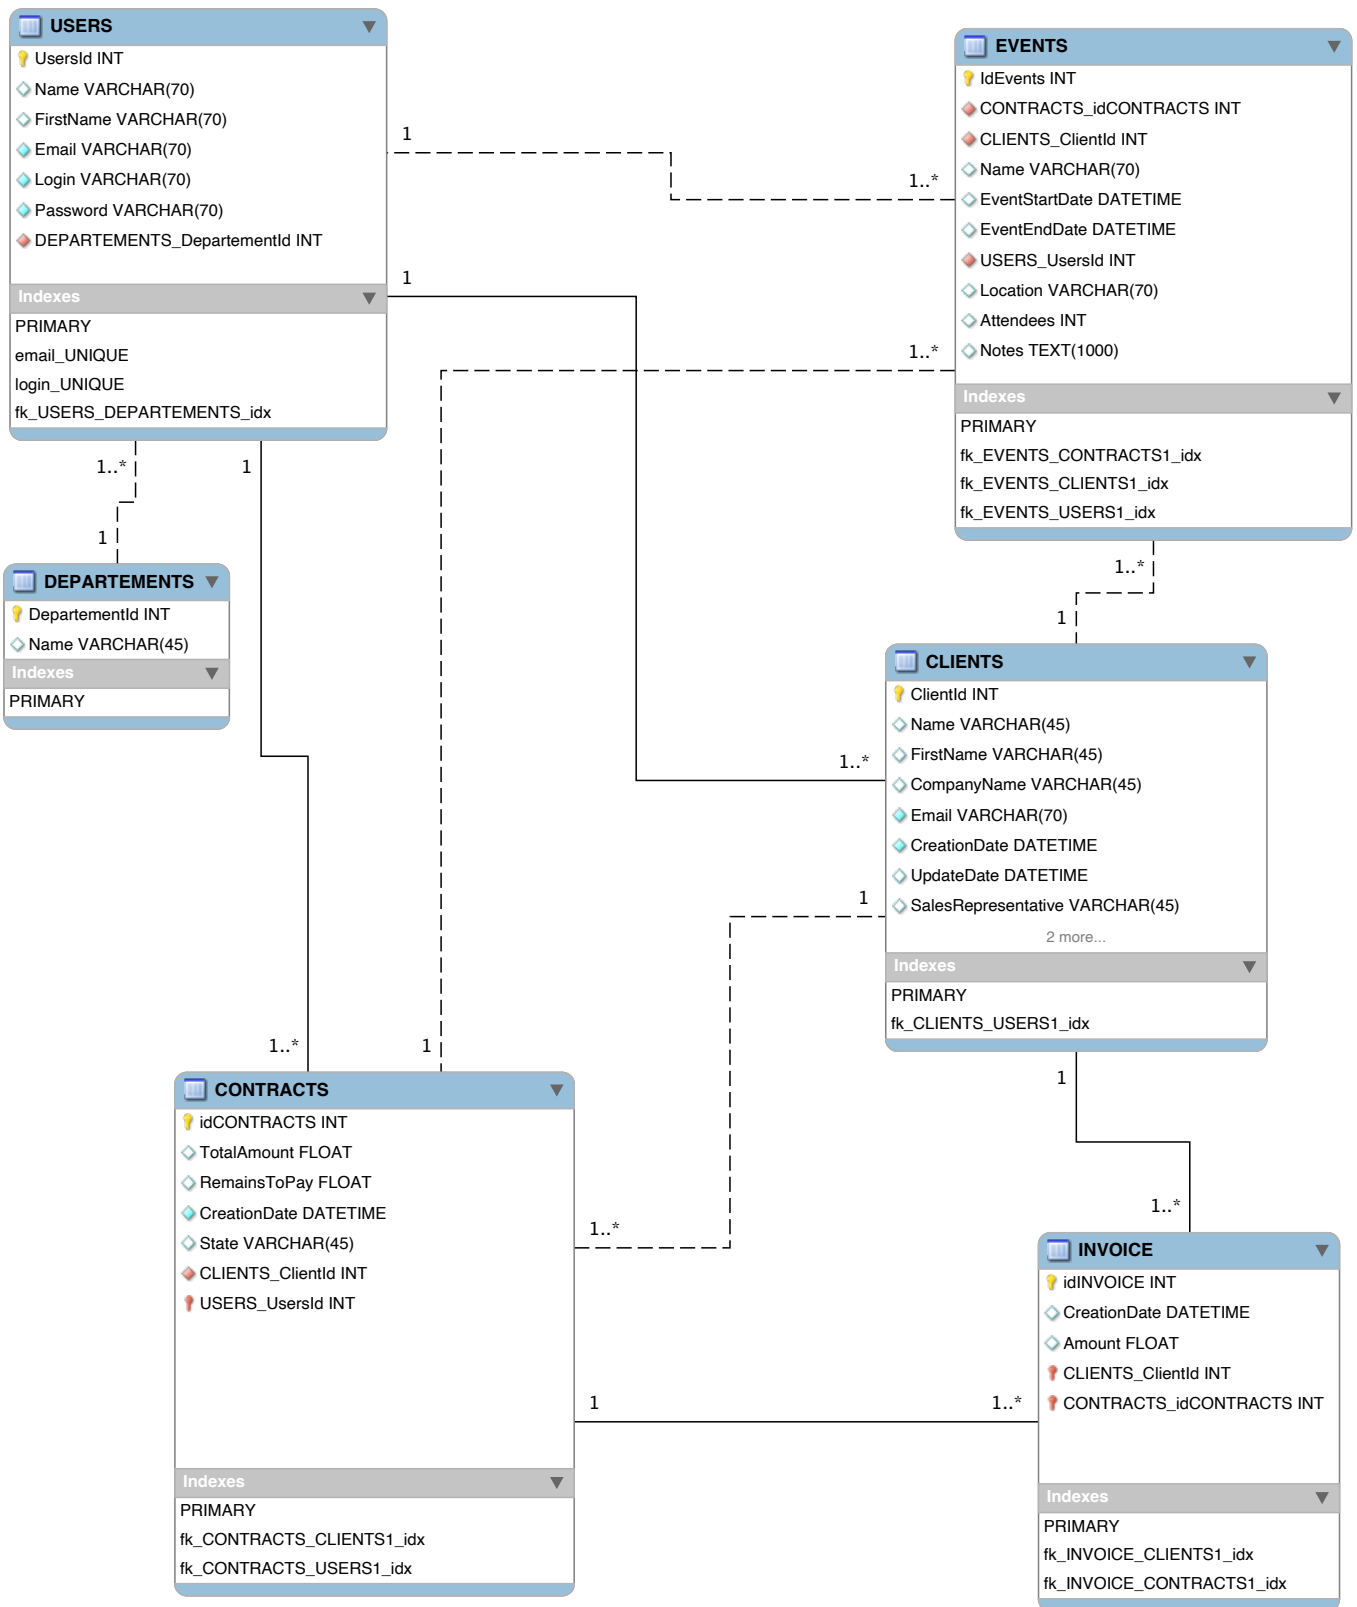 USERS
UsersId INT
Name VARCHAR(70)
FirstName VARCHAR(70)
Email VARCHAR(70)
Login VARCHAR(70)
Password VARCHAR(70)
DEPARTEMENTS_DepartementId INT
Indexes
PRIMARY
email_UNIQUE
login_UNIQUE
fk_USERS_DEPARTEMENTS_idx
1
1..*
1
1..*
EVENTS
IdEvents INT
CONTRACTS_idCONTRACTS INT
CLIENTS_ClientId INT
Name VARCHAR(70)
EventStartDate DATETIME
EventEndDate DATETIME
USERS_UsersId INT
Location VARCHAR(70)
Attendees INT
Notes TEXT(1000)
Indexes
PRIMARY
fk_EVENTS_CONTRACTS1_idx
fk_EVENTS_CLIENTS1_idx
fk_EVENTS_USERS1_idx
1..*
1
1
1..*
1
DEPARTEMENTS
DepartementId INT
Name VARCHAR(45)
Indexes
PRIMARY
CLIENTS
ClientId INT
Name VARCHAR(45)
FirstName VARCHAR(45)
CompanyName VARCHAR(45)
Email VARCHAR(70)
CreationDate DATETIME
UpdateDate DATETIME
SalesRepresentative VARCHAR(45)
2 more...
Indexes
PRIMARY
fk_CLIENTS_USERS1_idx
1..*
1
1..*
1
1
1..*
CONTRACTS
idCONTRACTS INT
TotalAmount FLOAT
RemainsToPay FLOAT
CreationDate DATETIME
State VARCHAR(45)
CLIENTS_ClientId INT
USERS_UsersId INT
Indexes
PRIMARY
fk_CONTRACTS_CLIENTS1_idx
fk_CONTRACTS_USERS1_idx
1..*
1
1..*
INVOICE
idINVOICE INT
CreationDate DATETIME
Amount FLOAT
CLIENTS_ClientId INT
CONTRACTS_idCONTRACTS INT
Indexes
PRIMARY
fk_INVOICE_CLIENTS1_idx
fk_INVOICE_CONTRACTS1_idx